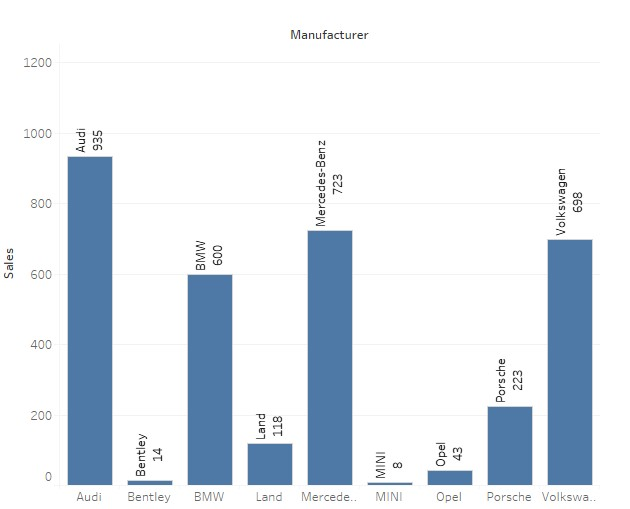 Manufacturer
Sales
1200
1000
800
600
400
200
0
Audi
935
Bentley
14
BMW
600
Land
118
Mercedes-Benz
723
MINI
8
Opel
43
Porsche
223
Volkswagen
698
Audi Bentley BMW Land Mercede.. MINI Opel Porsche Volkswa..